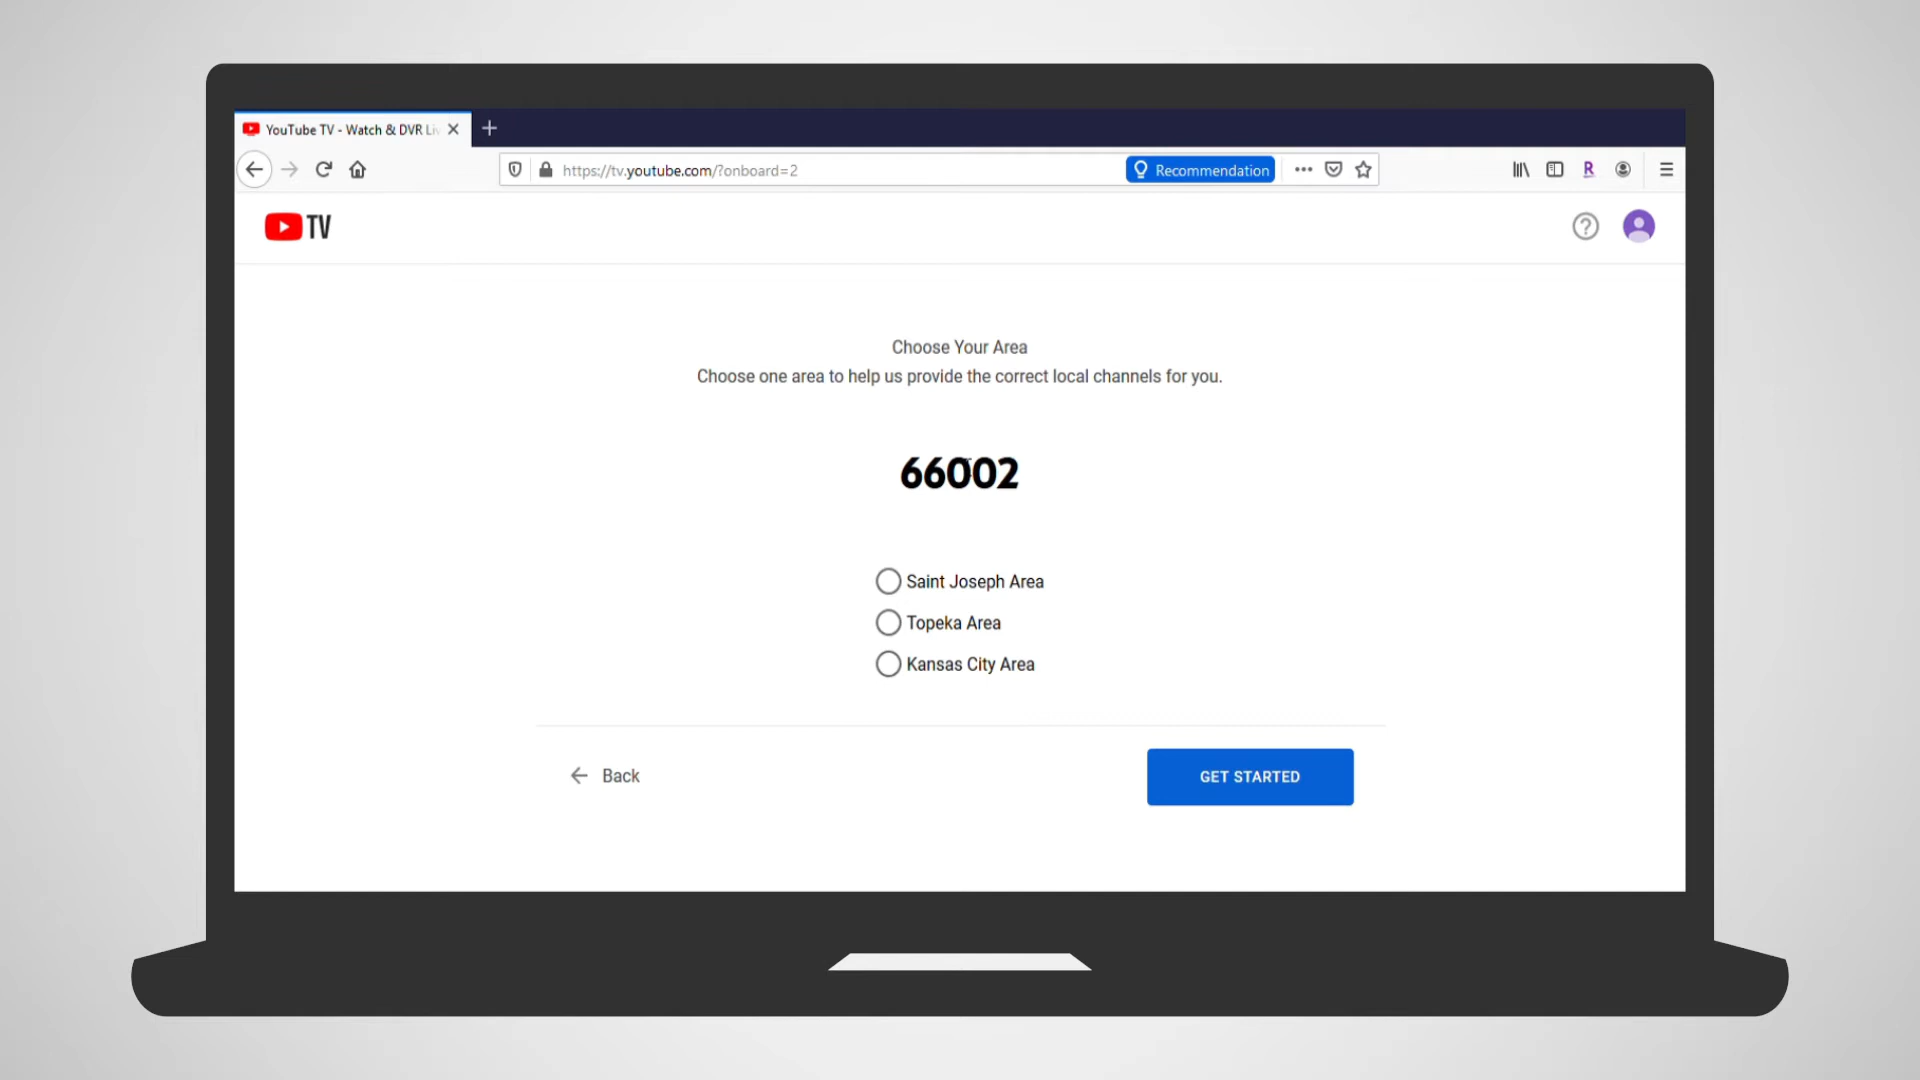 YouTube TV - Watch & DVR Li
https://tv.youtube.com/?onboard=2
Recommendation
R
TV
?
Choose Your Area
Choose one area to help us provide the correct local channels for you.
66002
Saint Joseph Area
Topeka Area
Kansas City Area
Back
GET STARTED